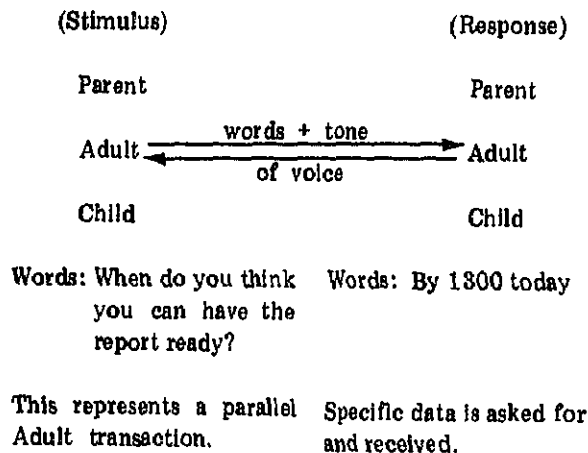 (Stimulus) (Response)
Parent Parent
words + tone
Adult Adult
of voice
Child Child
Words: When do you think Words: By 1300 today
you can have the
report ready?
This represents a parallel Specific data is asked for
Adult transaction. and received.